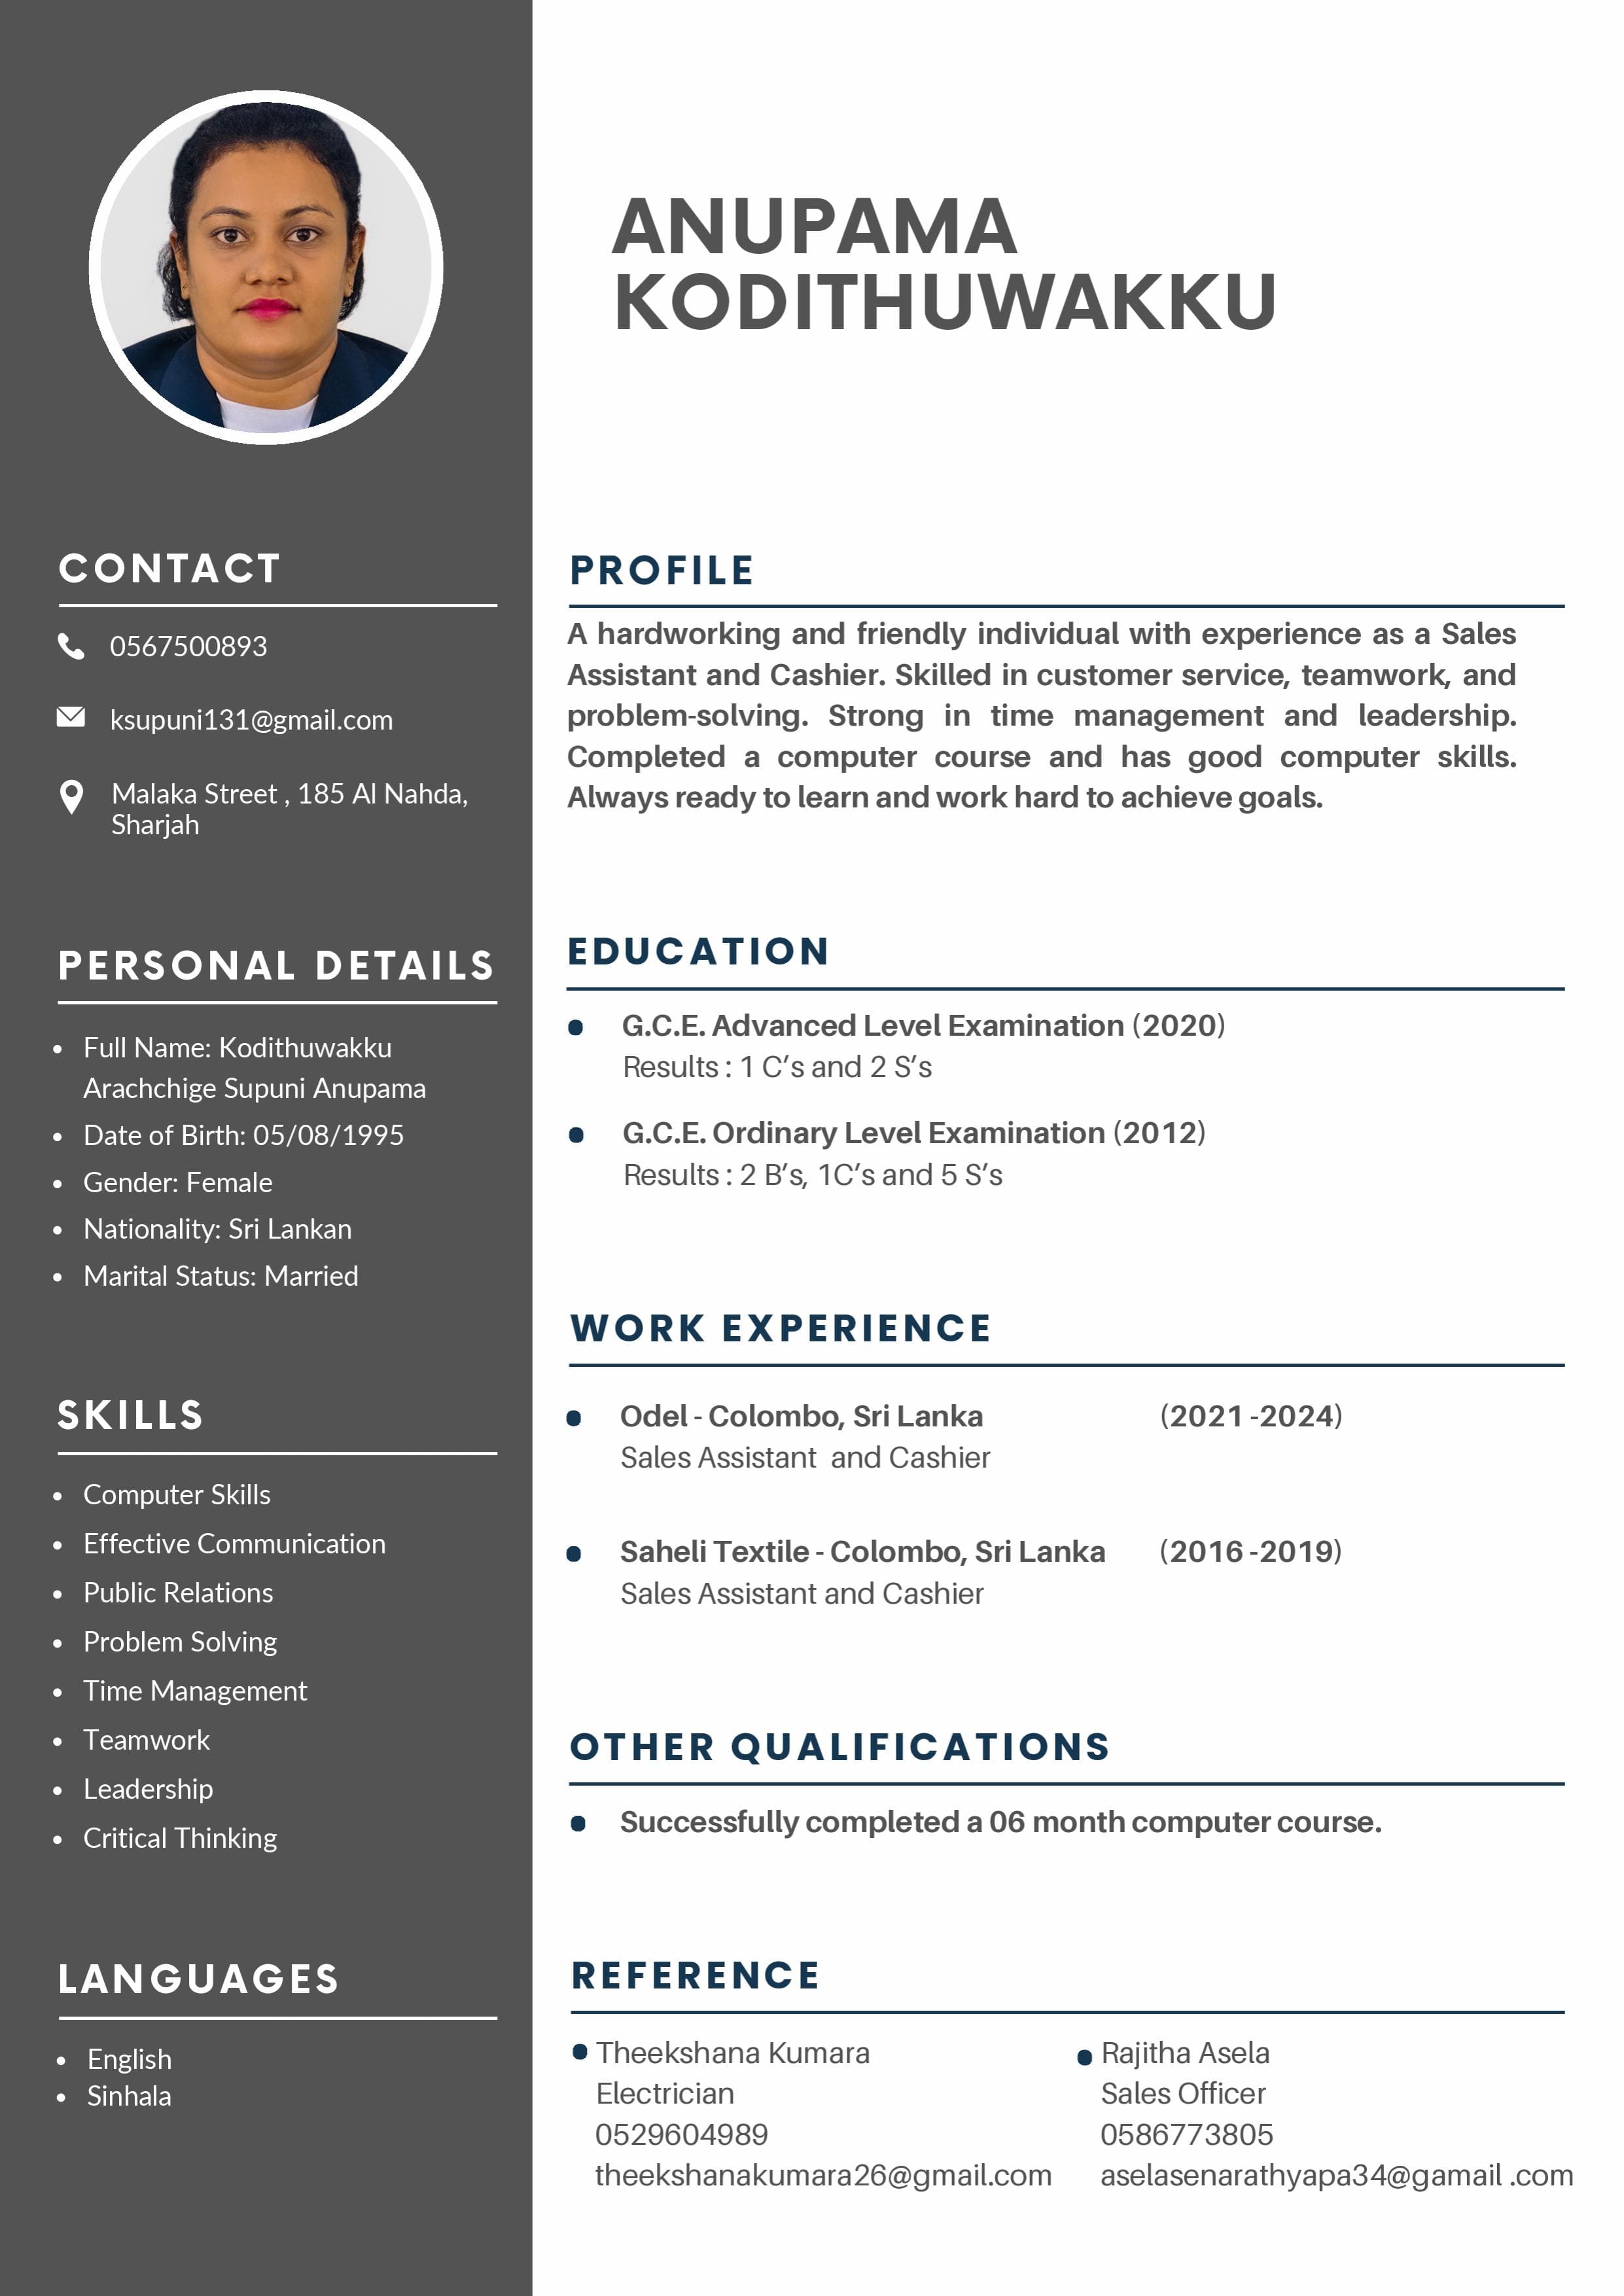 ANUPAMA
KODITHUWAKKU
CONTACT
0567500893
ksupuni131@gmail.com
Malaka Street , 185 Al Nahda,
Sharjah
PERSONAL DETAILS
• Full Name: Kodithuwakku
Arachchige Supuni Anupama
• Date of Birth: 05/08/1995
• Gender: Female
• Nationality: Sri Lankan
• Marital Status: Married
SKILLS
• Computer Skills
• Effective Communication
• Public Relations
• Problem Solving
• Time Management
• Teamwork
• Leadership
• Critical Thinking
LANGUAGES
• English
• Sinhala
PROFILE
A hardworking and friendly individual with experience as a Sales
Assistant and Cashier. Skilled in customer service, teamwork, and
problem-solving. Strong in time management and leadership.
Completed a computer course and has good computer skills.
Always ready to learn and work hard to achieve goals.
EDUCATION
• G.C.E. Advanced Level Examination (2020)
Results : 1 C’s and 2 S’s
• G.C.E. Ordinary Level Examination (2012)
Results : 2 B’s, 1C’s and 5 S’s
WORK EXPERIENCE
• Odel - Colombo, Sri Lanka (2021 -2024)
Sales Assistant  and Cashier
• Saheli Textile - Colombo, Sri Lanka (2016 -2019)
Sales Assistant and Cashier
OTHER QUALIFICATIONS
• Successfully completed a 06 month computer course.
REFERENCE
• Theekshana Kumara
Electrician
0529604989
theekshanakumara26@gmail.com
• Rajitha Asela
Sales Officer
0586773805
aselasenarathyapa34@gamail .com